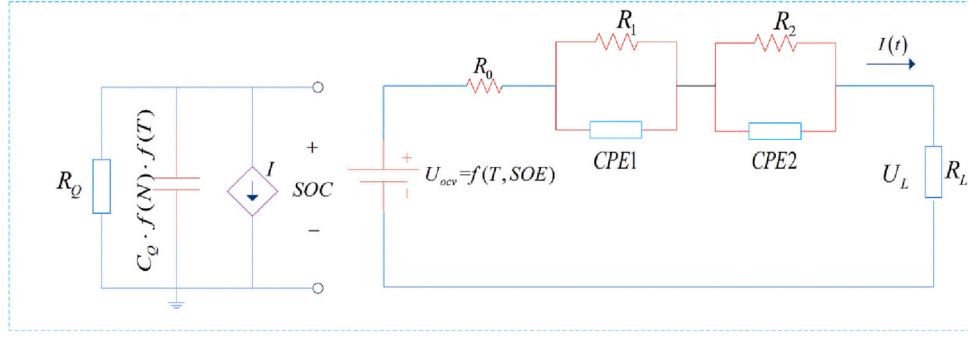 R_Q
C_Q · f(N) · f(T)
I
+
SOC
−
+
U_ocv=f(T, SOE)
R_0
R_1
CPE1
R_2
CPE2
I(t)
U_L
R_L